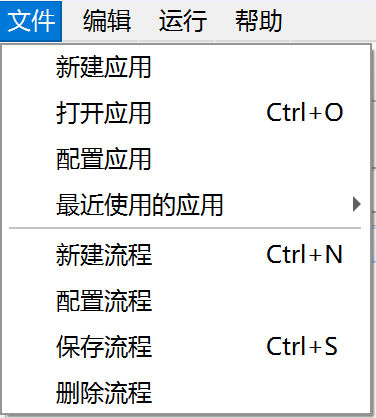 文件 编辑 运行 帮助
新建应用
打开应用 Ctrl+O
配置应用
最近使用的应用
新建流程 Ctrl+N
配置流程
保存流程 Ctrl+S
删除流程